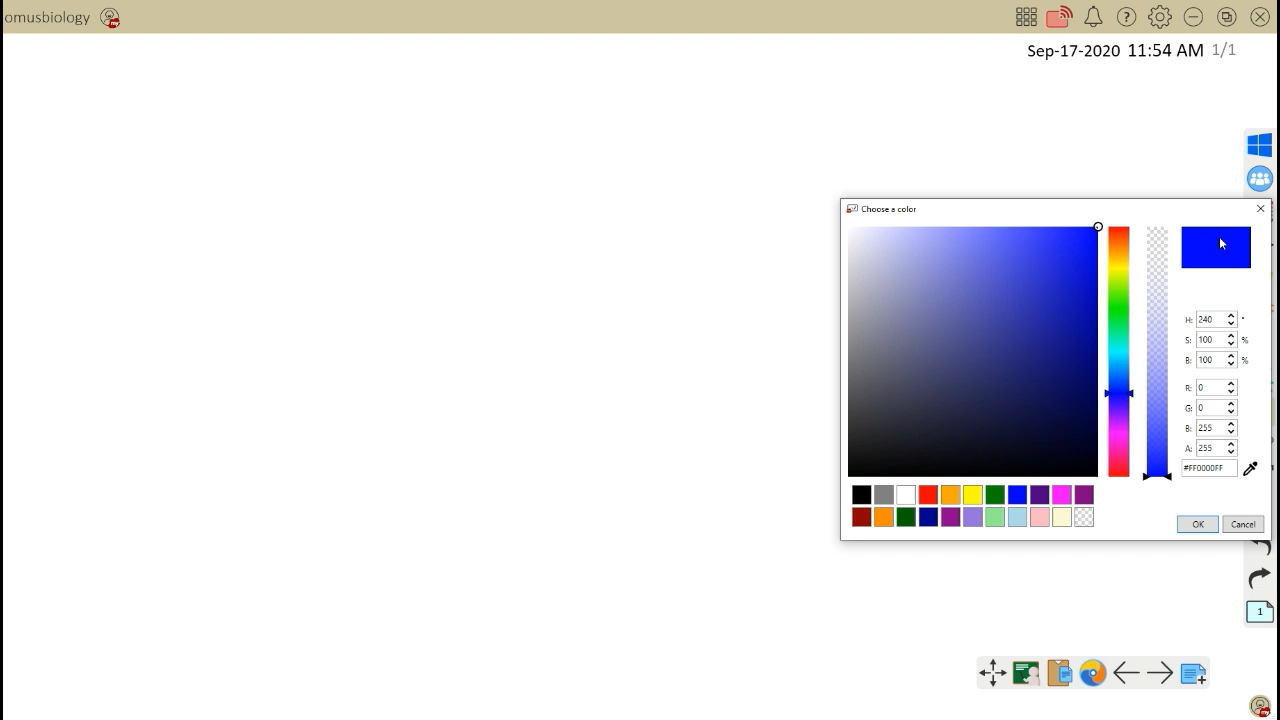 omusbiology
Sep-17-2020 11:54 AM 1/1
Choose a color
H: 240 °
S: 100 %
B: 100 %
R: 0
G: 0
B: 255
A: 255
#FF0000FF
OK Cancel
1